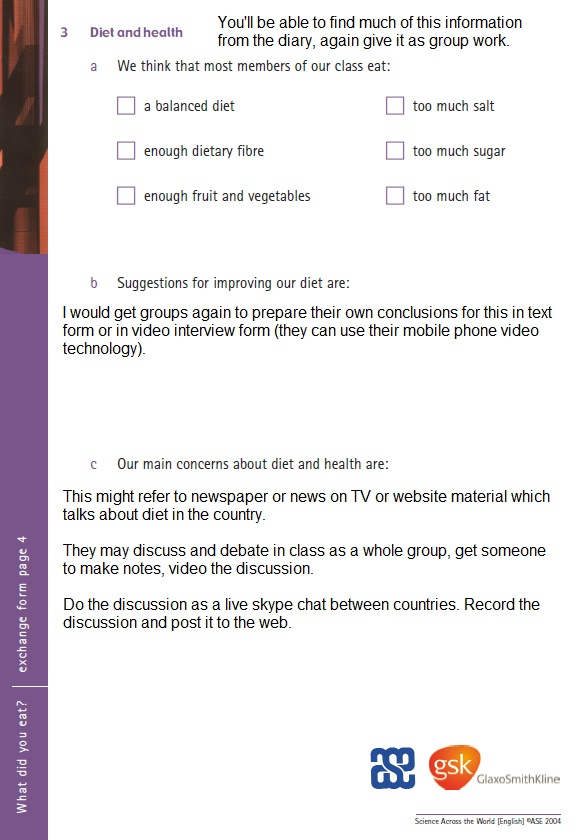 3 Diet and health
You'll be able to find much of this information
from the diary, again give it as group work.
a We think that most members of our class eat:
a balanced diet too much salt
enough dietary fibre too much sugar
enough fruit and vegetables too much fat
b Suggestions for improving our diet are:
I would get groups again to prepare their own conclusions for this in text
form or in video interview form (they can use their mobile phone video
technology).
c Our main concerns about diet and health are:
This might refer to newspaper or news on TV or website material which
talks about diet in the country.
They may discuss and debate in class as a whole group, get someone
to make notes, video the discussion.
Do the discussion as a live skype chat between countries. Record the
discussion and post it to the web.
What did you eat? exchange form page 4
ase
gsk GlaxoSmithKline
Science Across the World [English] ©ASE 2004